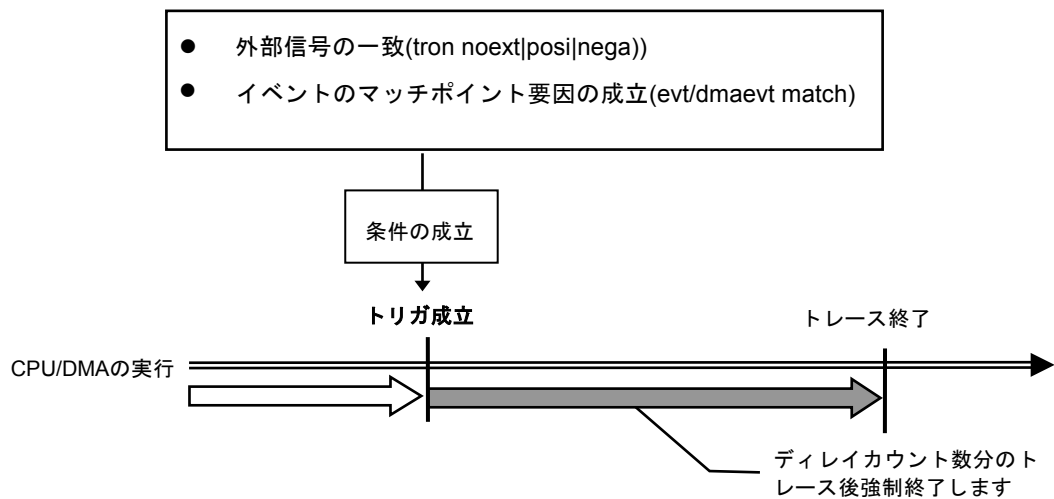 ● 外部信号の一致(tron noext|posi|nega))
● イベントのマッチポイント要因の成立(evt/dmaevt match)
条件の成立
トリガ成立
トレース終了
CPU/DMAの実行
ディレイカウント数分のト
レース後強制終了します